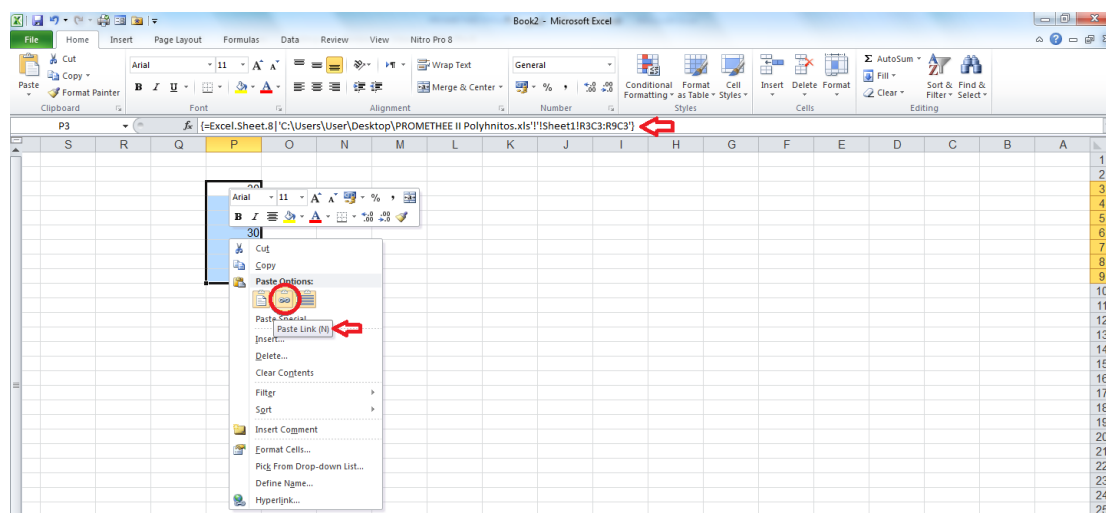 Book2 - Microsoft Excel
File Home Insert Page Layout Formulas Data Review View Nitro Pro 8
Paste
Cut
Copy
Format Painter
Clipboard
Arial 11
B I U
Font
Wrap Text
Merge & Center
Alignment
General
Number
Conditional Formatting
Format as Table
Cell Styles
Styles
Insert Delete Format
Cells
AutoSum
Fill
Clear
Sort & Filter
Find & Select
Editing
P3 fx {=Excel.Sheet.8|'C:\Users\User\Desktop\PROMETHEE II Polyhnitos.xls'!'!Sheet1!R3C3:R9C3'}
S R Q P O N M L K J I H G F E D C B A
1
2
3
4
5
6
7
8
9
10
11
12
13
14
15
16
17
18
19
20
21
22
23
24
25
Arial 11
B I
30
Cut
Copy
Paste Options:
Paste Special...
Paste Link (N)
Insert...
Delete...
Clear Contents
Filter
Sort
Insert Comment
Format Cells...
Pick From Drop-down List...
Define Name...
Hyperlink...